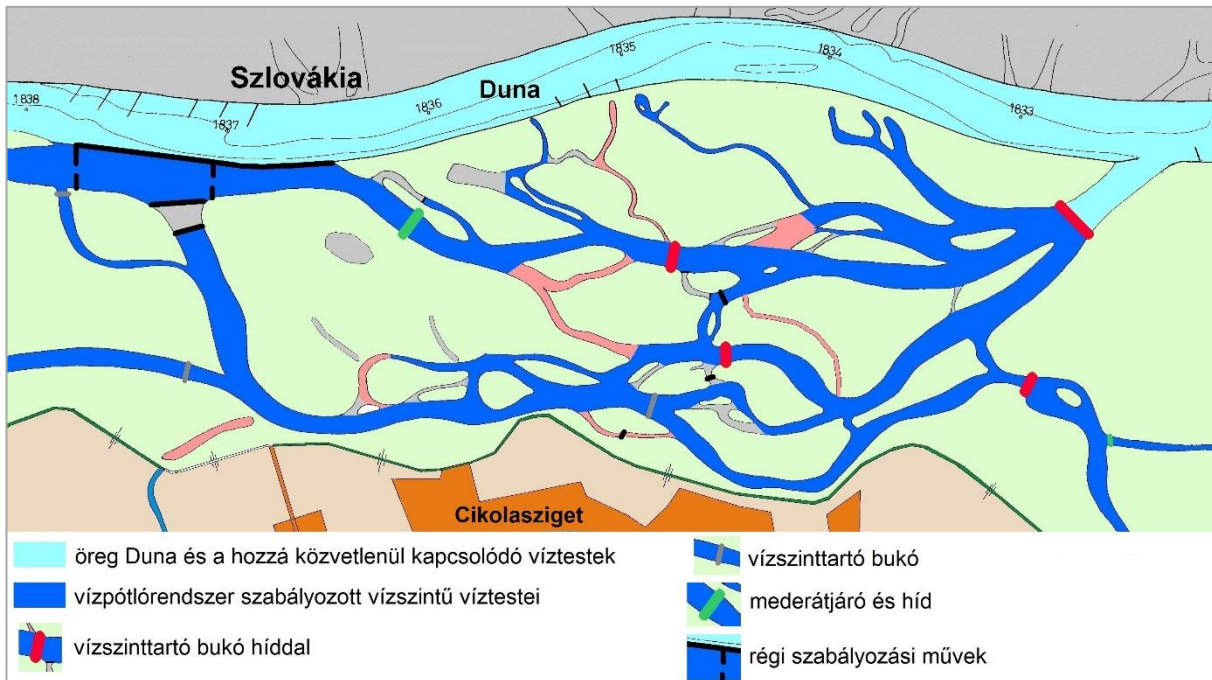 Szlovákia
Duna
1838
1837
1836
1835
1834
1833
Cikolasziget
öreg Duna és a hozzá közvetlenül kapcsolódó víztestek
vízpótlórendszer szabályozott vízszintű víztestei
vízszinttartó bukó híddal
vízszinttartó bukó
mederátjáró és híd
régi szabályozási művek